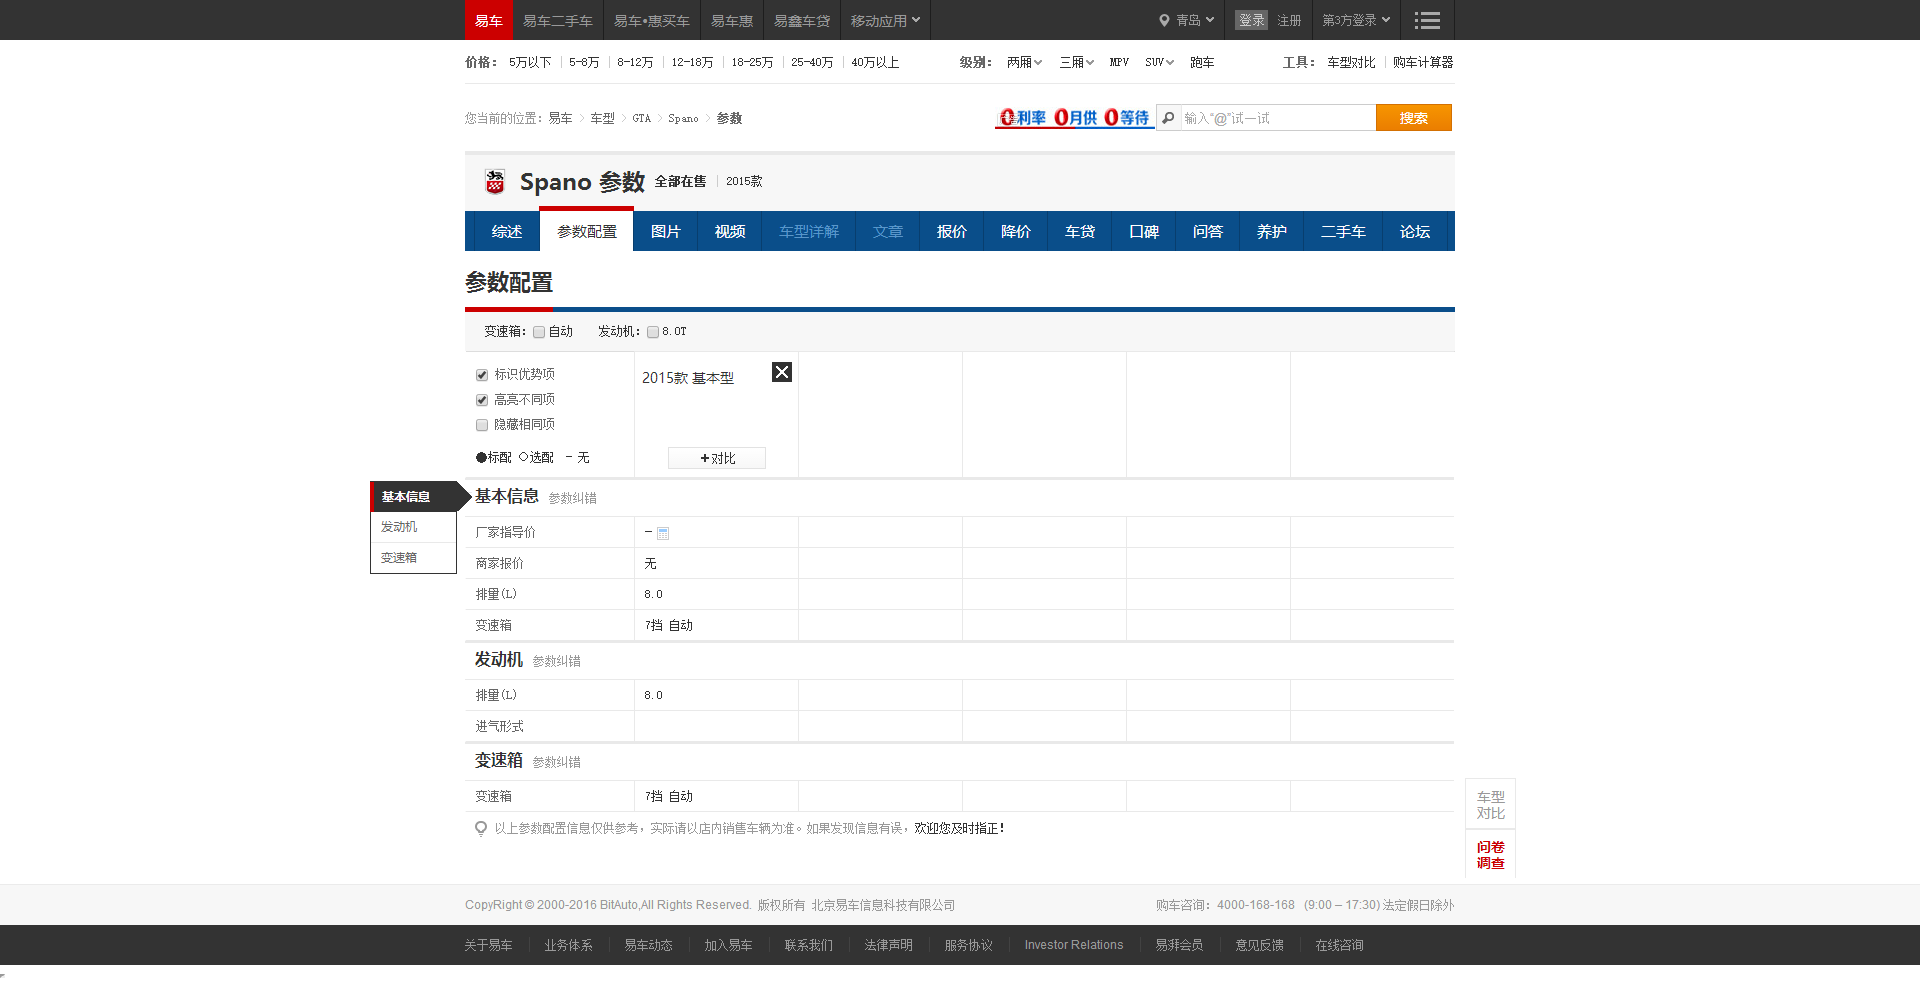 易车 易车二手车 易车•惠买车 易车惠 易鑫车贷 移动应用 青岛 登录 注册 第3方登录
价格： 5万以下 5-8万 8-12万 12-18万 18-25万 25-40万 40万以上 级别： 两厢 三厢 MPV SUV 跑车 工具： 车型对比 购车计算器
您当前的位置：易车 车型 GTA Spano 参数 0利率 0月供 0等待 输入“@”试一试 搜索
Spano 参数 全部在售 2015款
综述 参数配置 图片 视频 车型详解 文章 报价 降价 车贷 口碑 问答 养护 二手车 论坛
参数配置
变速箱： 自动 发动机： 8.0T
标识优势项 2015款 基本型
高亮不同项
隐藏相同项
●标配 ○选配 - 无 +对比
基本信息 基本信息 参数纠错
发动机
变速箱
厂家指导价 -
商家报价 无
排量(L) 8.0
变速箱 7挡 自动
发动机 参数纠错
排量(L) 8.0
进气形式
变速箱 参数纠错
变速箱 7挡 自动
以上参数配置信息仅供参考，实际请以店内销售车辆为准。如果发现信息有误，欢迎您及时指正！
车型
对比
问卷
调查
CopyRight © 2000-2016 BitAuto,All Rights Reserved. 版权所有 北京易车信息科技有限公司 购车咨询：4000-168-168 (9:00 – 17:30) 法定假日除外
关于易车 业务体系 易车动态 加入易车 联系我们 法律声明 服务协议 Investor Relations 易湃会员 意见反馈 在线咨询